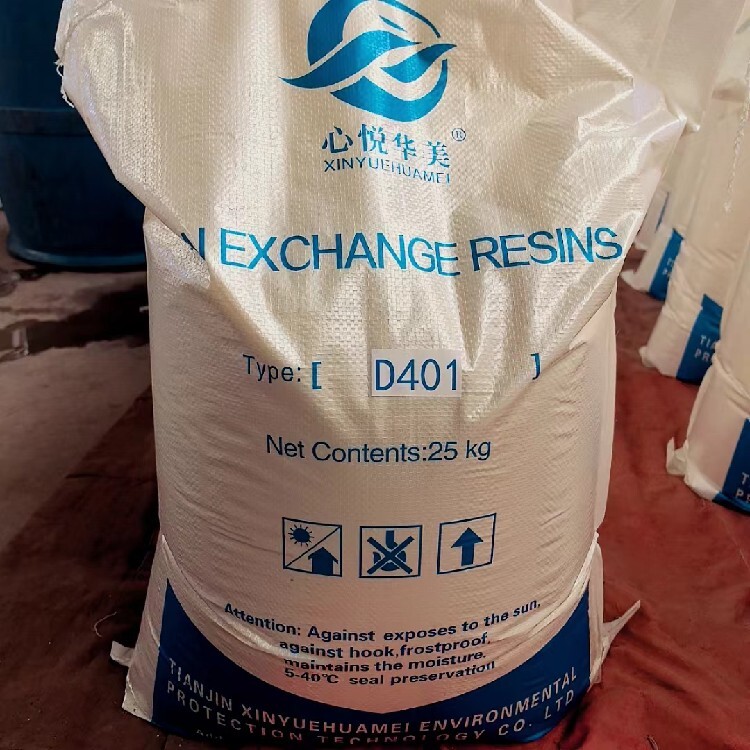 心悦华美®
XINYUEHUAMEI
N EXCHANGE RESINS
Type:[ D401 ]
Net Contents:25 kg
Attention: Against exposes to the sun,
against hook,frostproof,
maintains the moisture.
5-40℃ seal preservation
TIANJIN XINYUEHUAMEI ENVIRONMENTAL
PROTECTION TECHNOLOGY CO. LTD